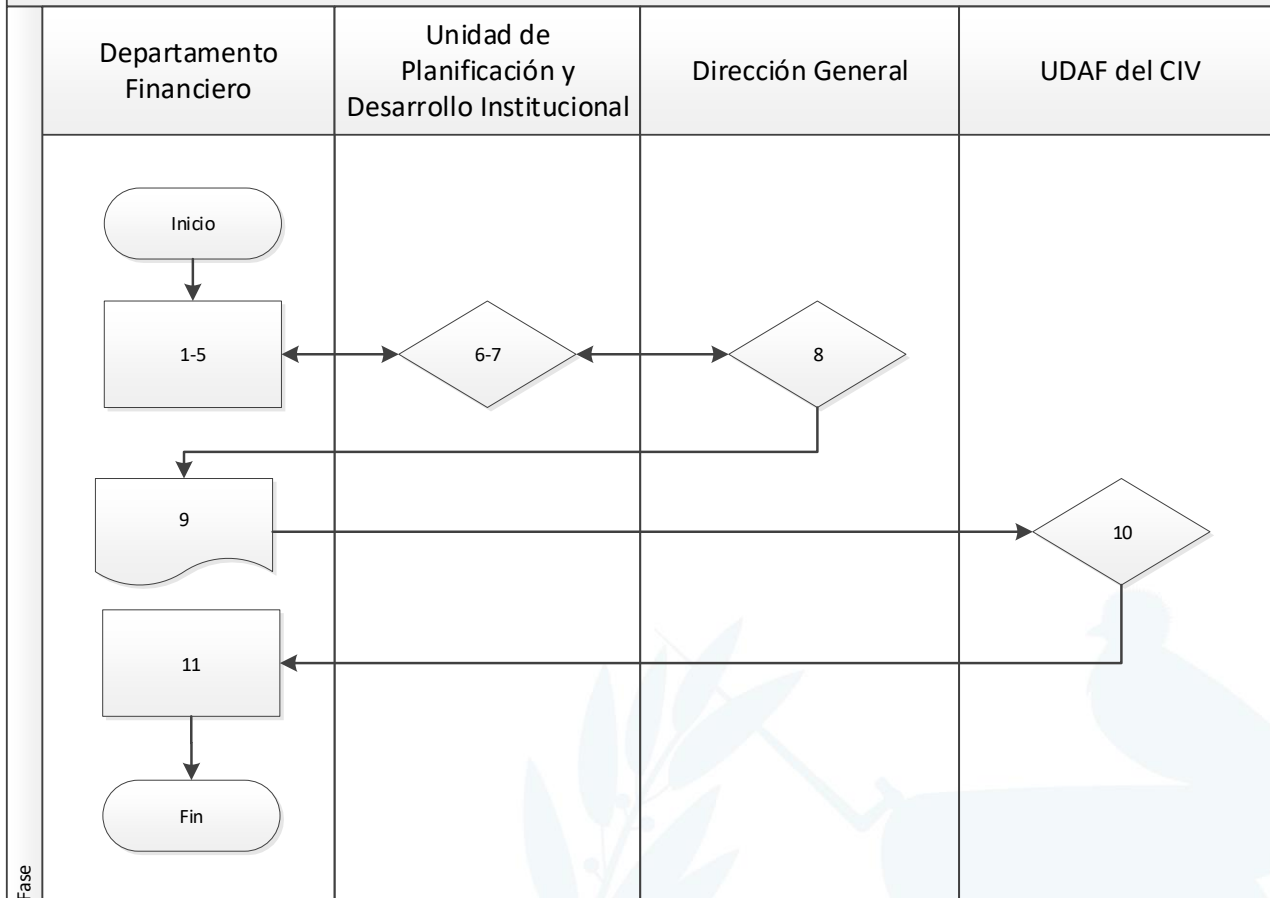 Departamento
Financiero
Unidad de
Planificación y
Desarrollo Institucional
Dirección General
UDAF del CIV
Inicio
1-5
6-7
8
9
10
11
Fin
Fase